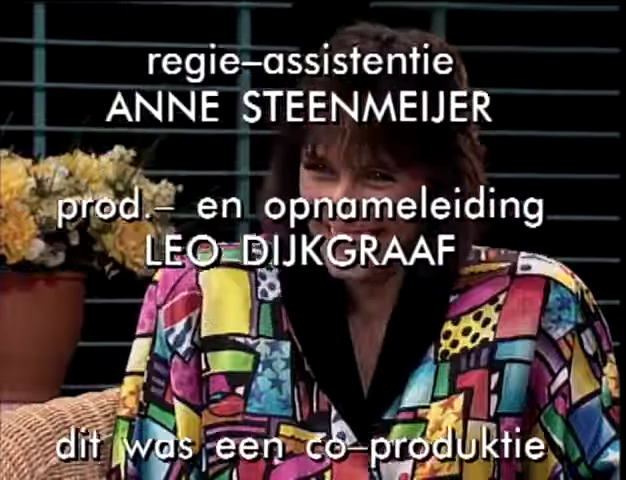 regie–assistentie
ANNE STEENMEIJER
prod.– en opnameleiding
LEO DIJKGRAAF
dit was een co–produktie